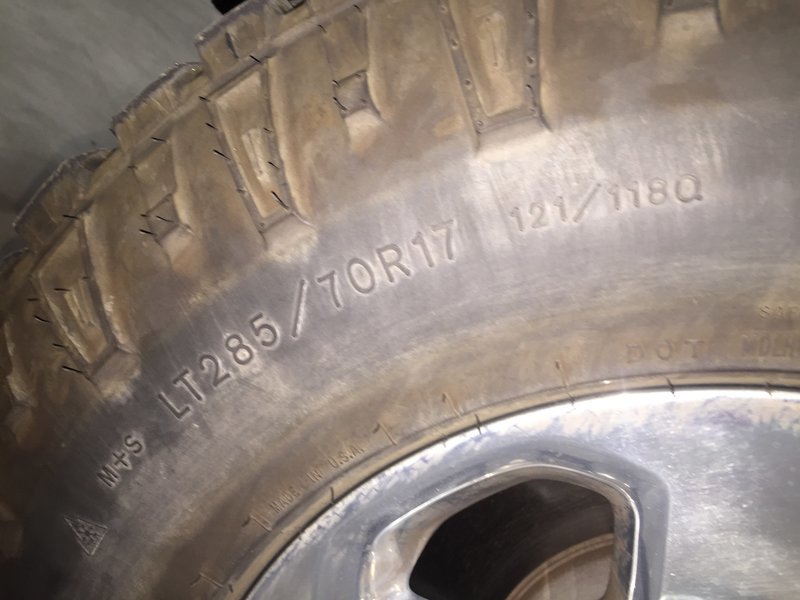 M+S LT285/70R17 121/118Q
MADE IN U.S.A.
DOT